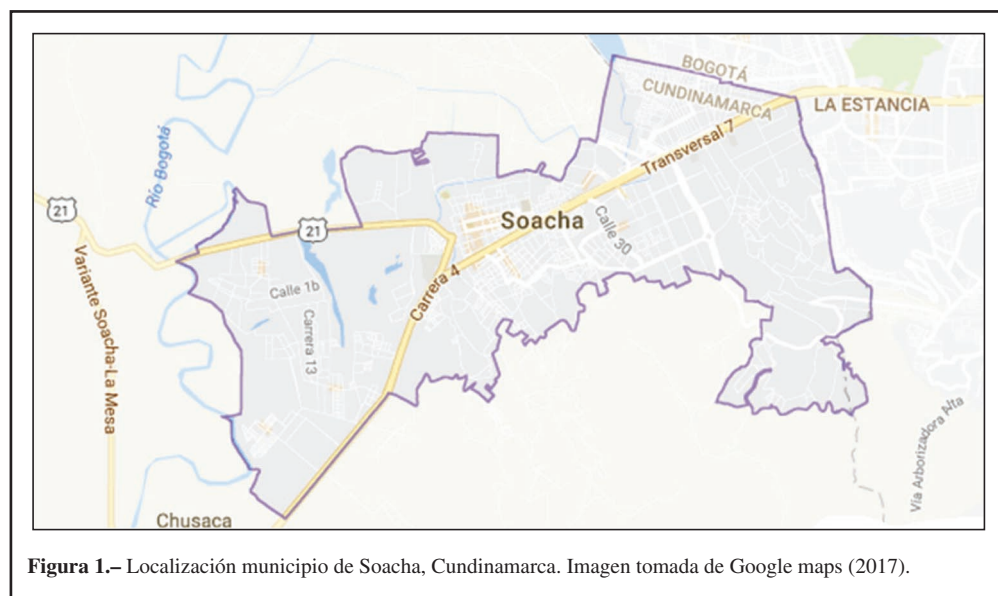 BOGOTÁ
CUNDINAMARCA
LA ESTANCIA
Transversal 7
Río Bogotá
21
21
Soacha
Calle 30
Variante Soacha-La Mesa
Calle 1b
Carrera 4
Carrera 13
Vía Arborizadora Alta
Chusaca
Figura 1.– Localización municipio de Soacha, Cundinamarca. Imagen tomada de Google maps (2017).